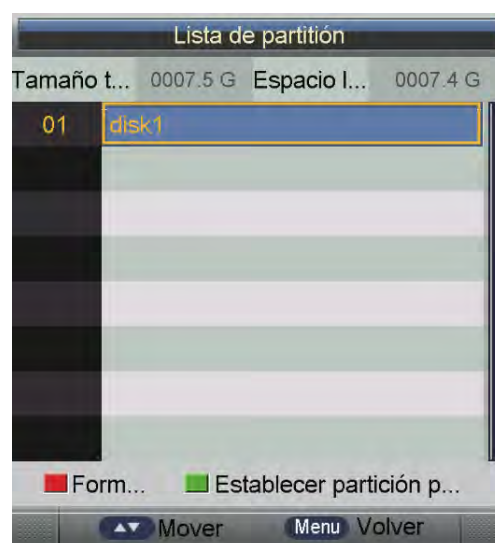 Lista de partitión
Tamaño t... 0007.5 G Espacio l... 0007.4 G
01 disk1
Form... Establecer partición p...
Mover Menu Volver